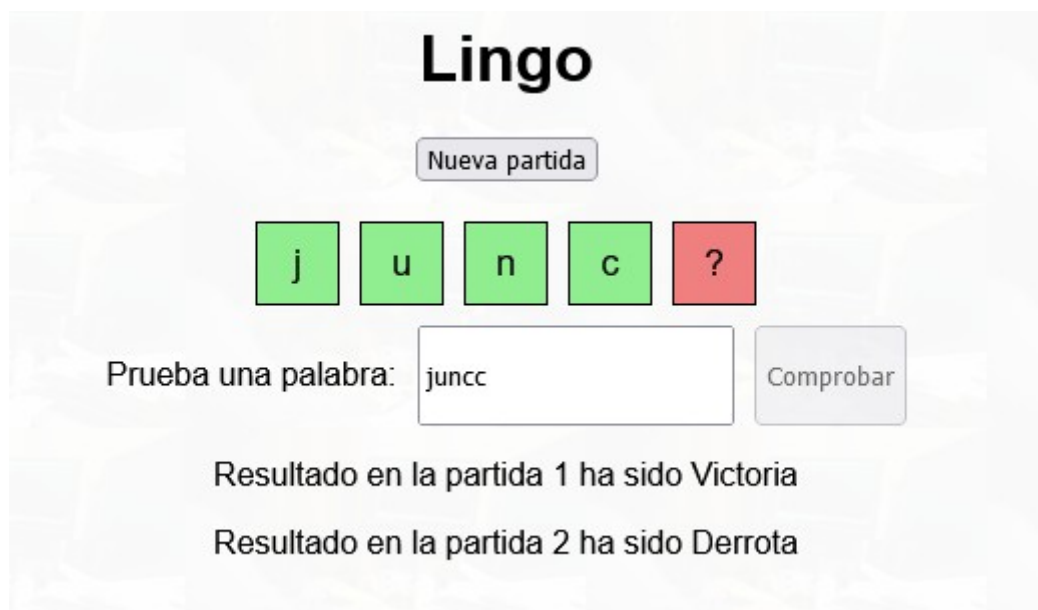 Lingo
Nueva partida
j u n c ?
Prueba una palabra: juncc Comprobar
Resultado en la partida 1 ha sido Victoria
Resultado en la partida 2 ha sido Derrota